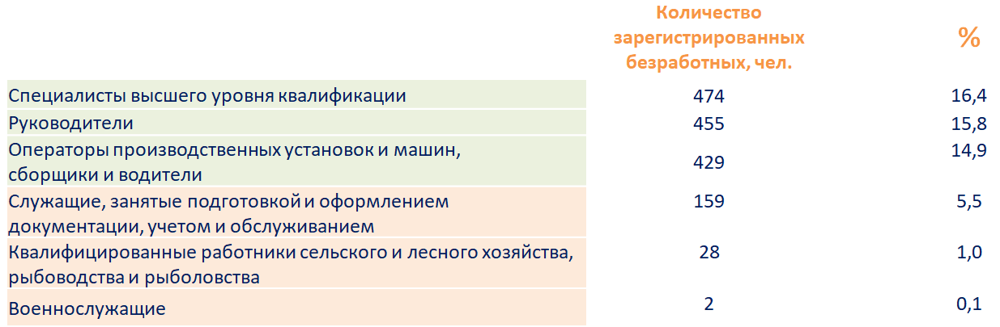 Количество
зарегистрированных
безработных, чел.
%
Специалисты высшего уровня квалификации 474 16,4
Руководители 455 15,8
Операторы производственных установок и машин,
сборщики и водители 429 14,9
Служащие, занятые подготовкой и оформлением
документации, учетом и обслуживанием 159 5,5
Квалифицированные работники сельского и лесного хозяйства,
рыбоводства и рыболовства 28 1,0
Военнослужащие 2 0,1